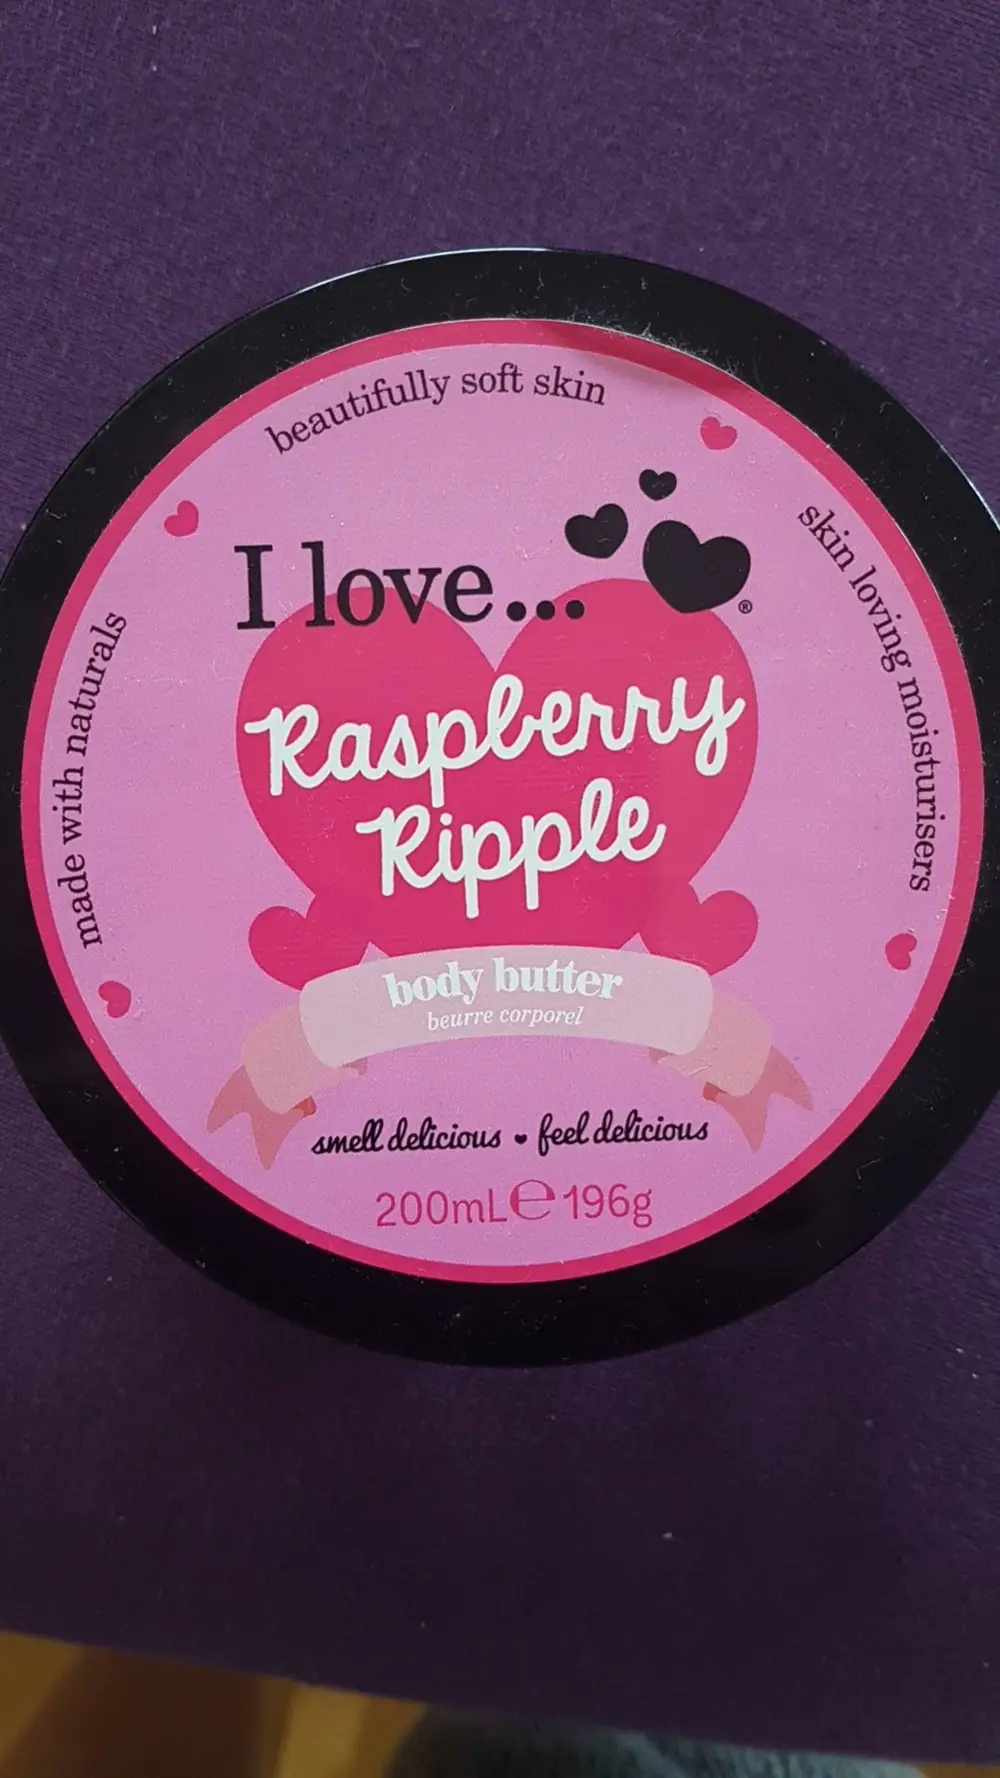 beautifully soft skin
skin loving moisturisers
made with naturals
I love...
®
Raspberry
Ripple
body butter
beurre corporel
smell delicious • feel delicious
200mL℮196g